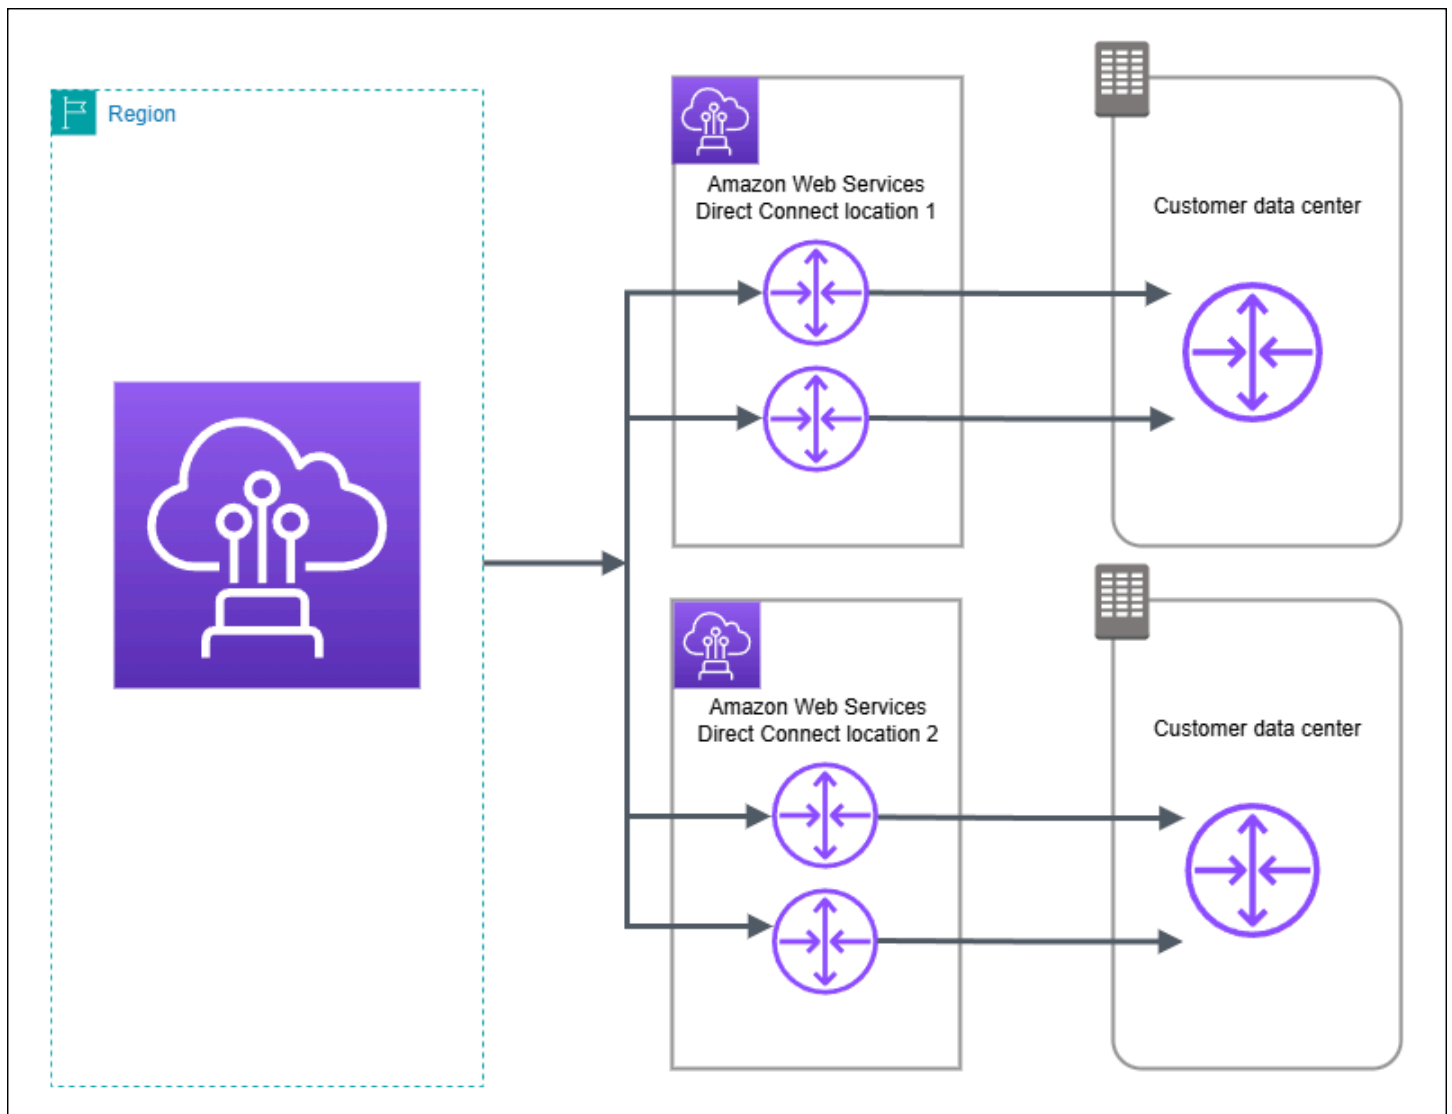 Region
Amazon Web Services
Direct Connect location 1
Customer data center
Amazon Web Services
Direct Connect location 2
Customer data center